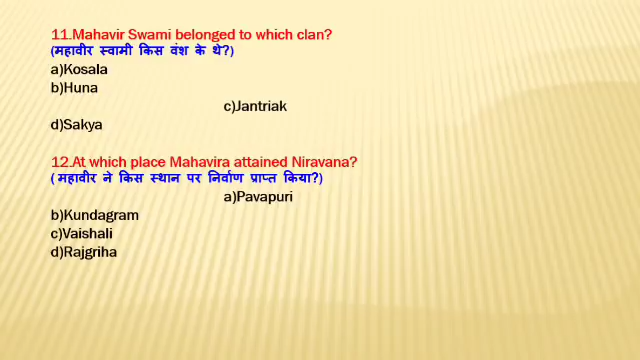 11.Mahavir Swami belonged to which clan?
(महावीर स्वामी किस वंश के थे?)
a)Kosala
b)Huna
c)Jantriak
d)Sakya
12.At which place Mahavira attained Niravana?
( महावीर ने किस स्थान पर निर्वाण प्राप्त किया?)
a)Pavapuri
b)Kundagram
c)Vaishali
d)Rajgriha